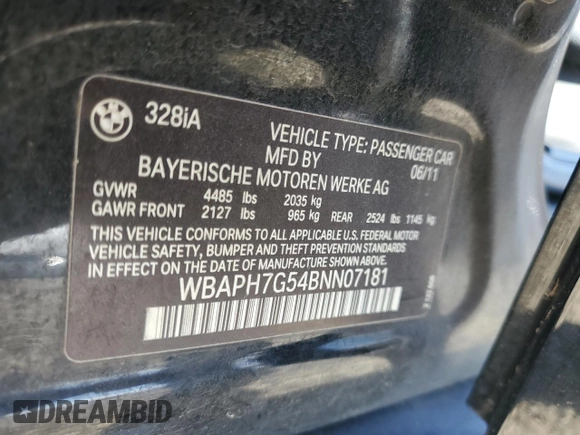 BMW
328iA
VEHICLE TYPE: PASSENGER CAR
MFD BY 06/11
BAYERISCHE MOTOREN WERKE AG
GVWR 4485 lbs 2035 kg
GAWR FRONT 2127 lbs 965 kg REAR 2524 lbs 1145 kg
THIS VEHICLE CONFORMS TO ALL APPLICABLE U.S. FEDERAL MOTOR
VEHICLE SAFETY, BUMPER AND THEFT PREVENTION STANDARDS
IN EFFECT ON THE DATE OF MANUFACTURE SHOWN ABOVE.
WBAPH7G54BNN07181
DREAMBID